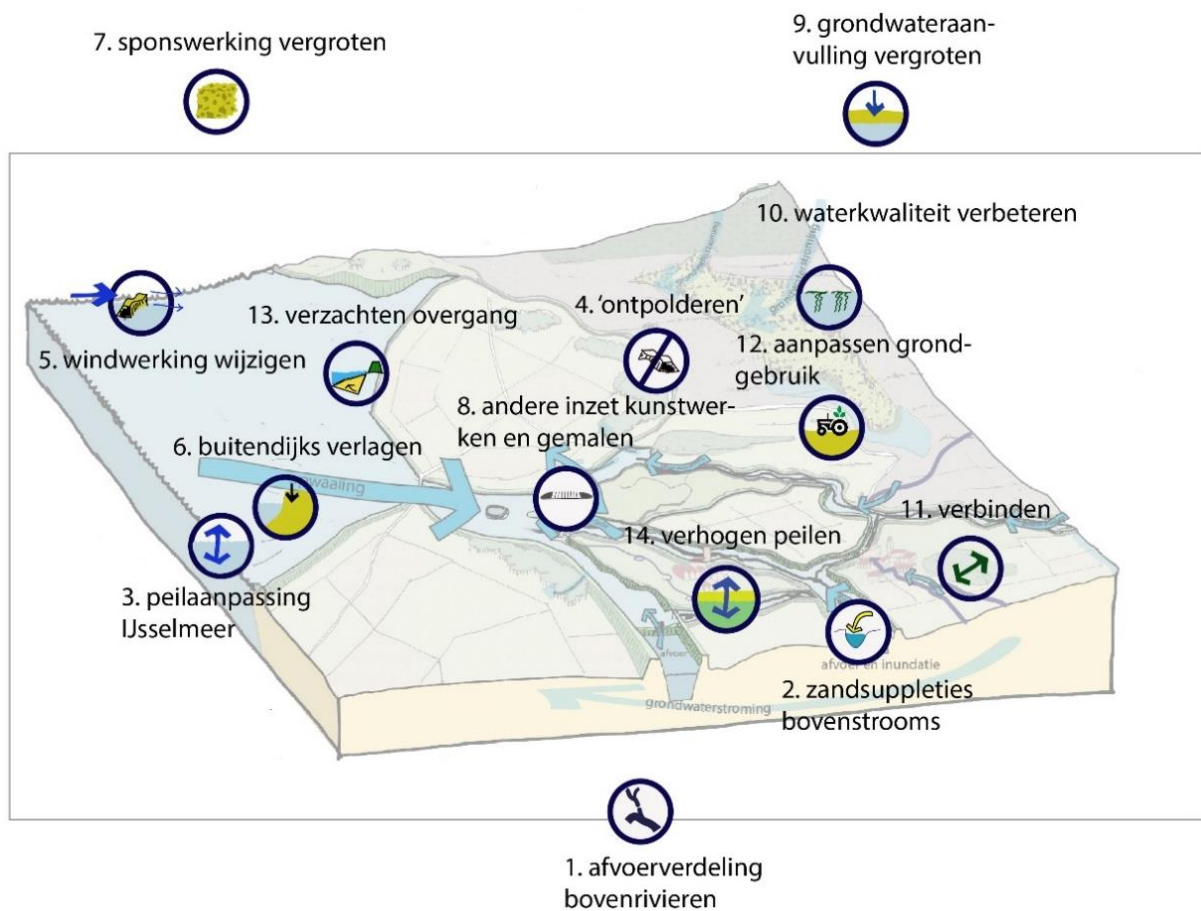 7. sponswerking vergroten
9. grondwateraan-
vulling vergroten
10. waterkwaliteit verbeteren
grondwaterstroming
4. 'ontpolderen'
13. verzachten overgang
12. aanpassen grond-
gebruik
5. windwerking wijzigen
8. andere inzet kunstwer-
ken en gemalen
6. buitendijks verlagen
11. verbinden
14. verhogen peilen
3. peilaanpassing
IJsselmeer
afvoer
afvoer en inundatie
2. zandsuppleties
bovenstrooms
grondwaterstroming
1. afvoerverdeling
bovenrivieren